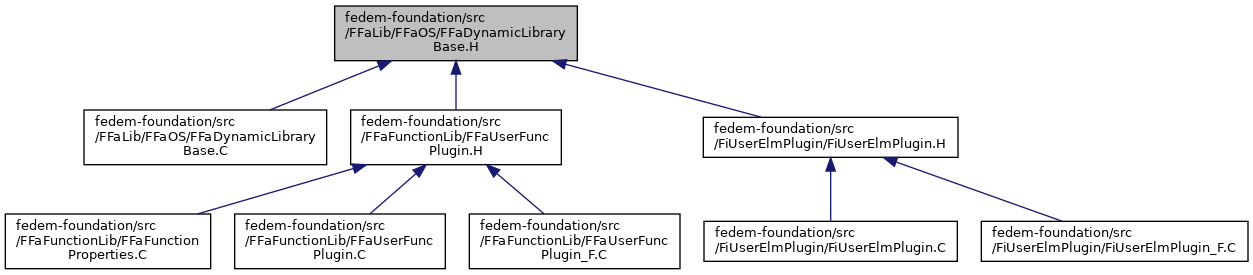 fedem-foundation/src
/FFaLib/FFaOS/FFaDynamicLibrary
Base.H
fedem-foundation/src
/FFaLib/FFaOS/FFaDynamicLibrary
Base.C
fedem-foundation/src
/FFaFunctionLib/FFaUserFunc
Plugin.H
fedem-foundation/src
/FiUserElmPlugin/FiUserElmPlugin.H
fedem-foundation/src
/FFaFunctionLib/FFaFunction
Properties.C
fedem-foundation/src
/FFaFunctionLib/FFaUserFunc
Plugin.C
fedem-foundation/src
/FFaFunctionLib/FFaUserFunc
Plugin_F.C
fedem-foundation/src
/FiUserElmPlugin/FiUserElmPlugin.C
fedem-foundation/src
/FiUserElmPlugin/FiUserElmPlugin_F.C